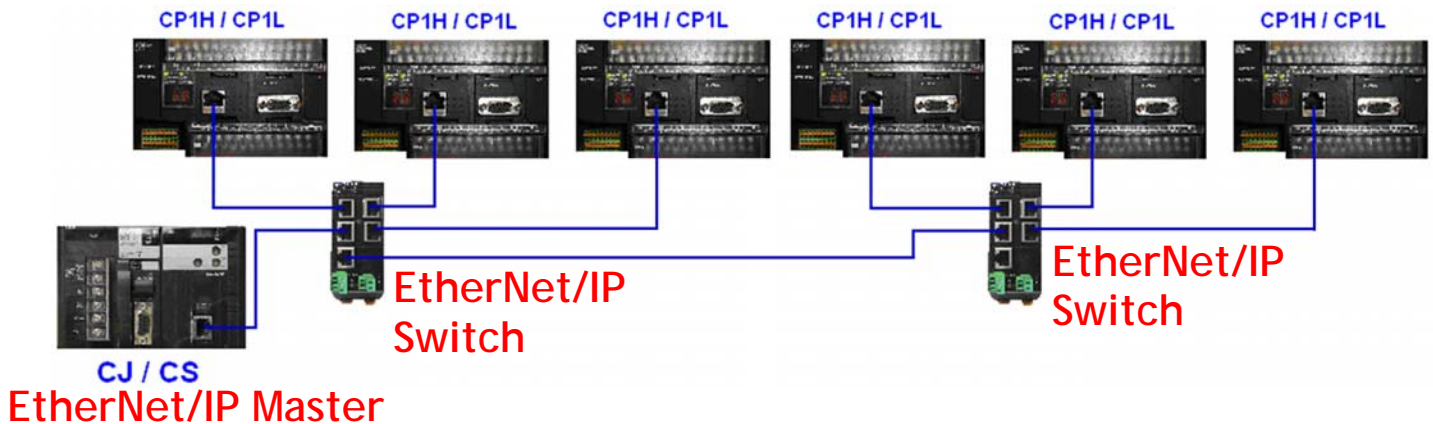 CP1H / CP1L
CP1H / CP1L
CP1H / CP1L
CP1H / CP1L
CP1H / CP1L
CP1H / CP1L
EtherNet/IP
Switch
EtherNet/IP
Switch
CJ / CS
EtherNet/IP Master